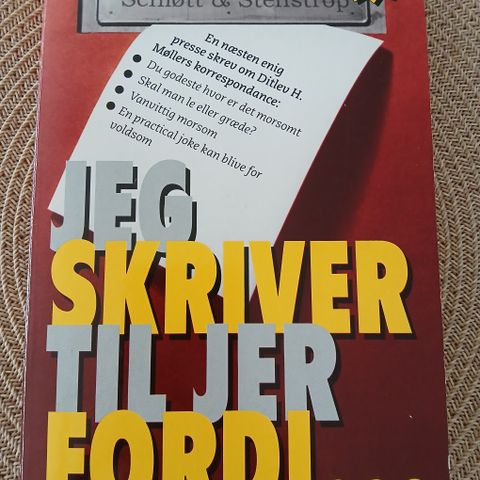 Schiøtt & Stenstrop
En næsten enig
presse skrev om Ditlev H.
Møllers korrespondance:
Du godeste hvor er det morsomt
Skal man le eller græde?
Vanvittig morsom
En practical joke kan blive for
voldsom
JEG
SKRIVER
TIL JER
FORDI...